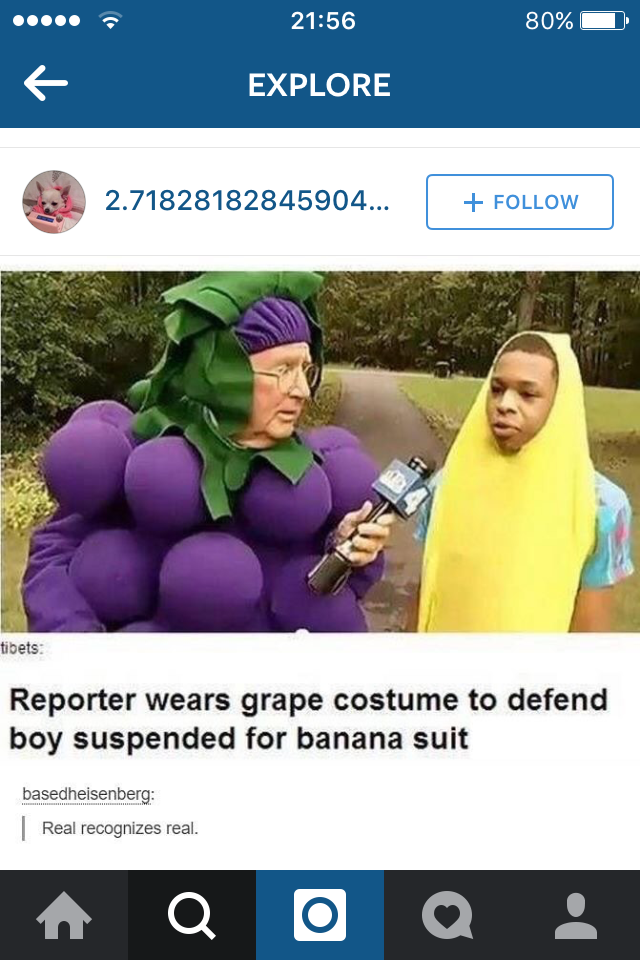 21:56
80%
EXPLORE
2.71828182845904...
+ FOLLOW
4
tibets:
Reporter wears grape costume to defend
boy suspended for banana suit
basedheisenberg:
Real recognizes real.